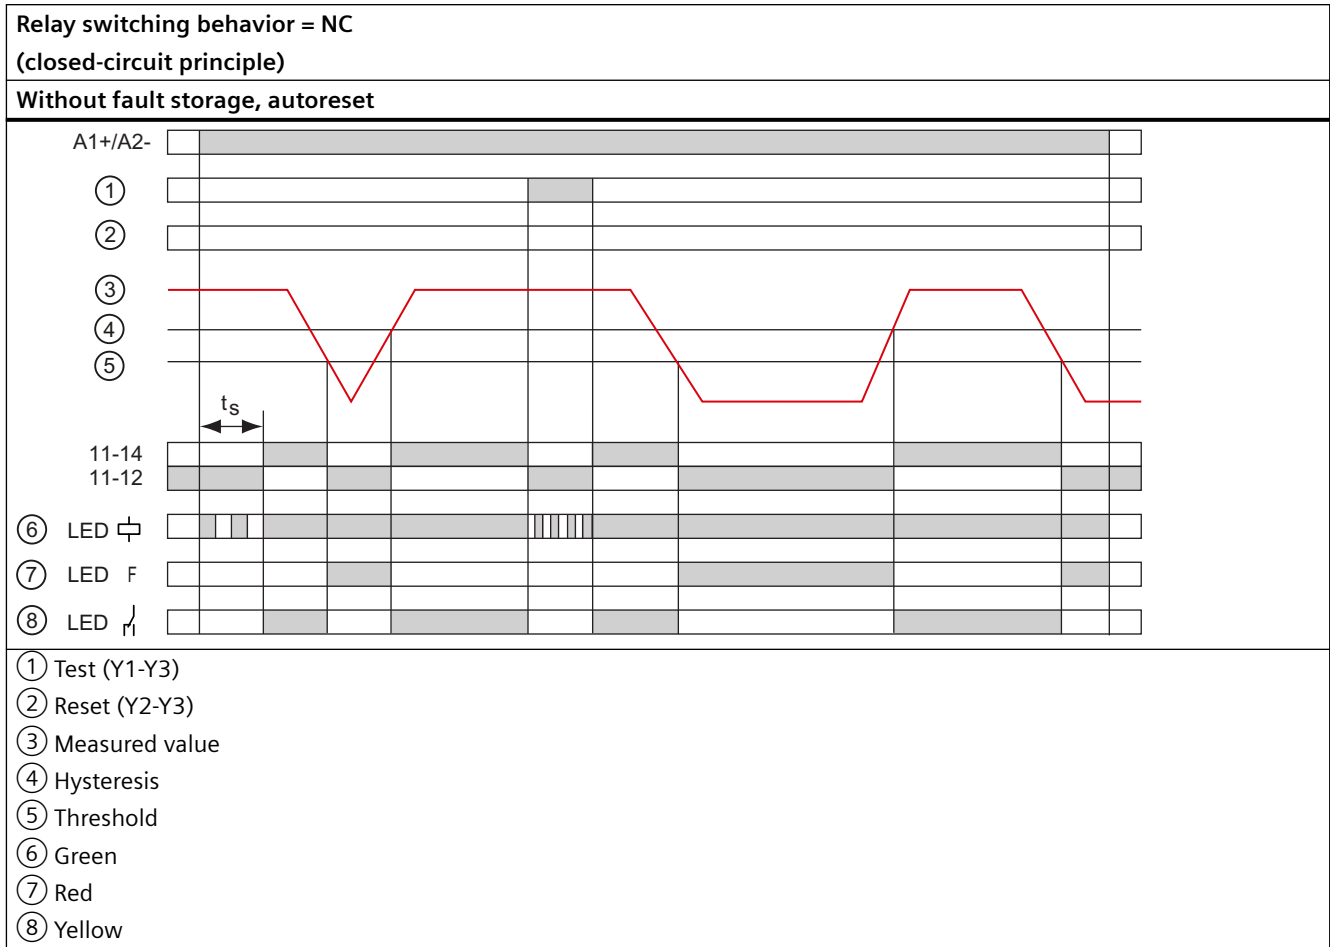 Relay switching behavior = NC
(closed-circuit principle)
Without fault storage, autoreset
A1+/A2-
①
②
③
④
⑤
ts
11-14
11-12
⑥ LED
⑦ LED F
⑧ LED
① Test (Y1-Y3)
② Reset (Y2-Y3)
③ Measured value
④ Hysteresis
⑤ Threshold
⑥ Green
⑦ Red
⑧ Yellow